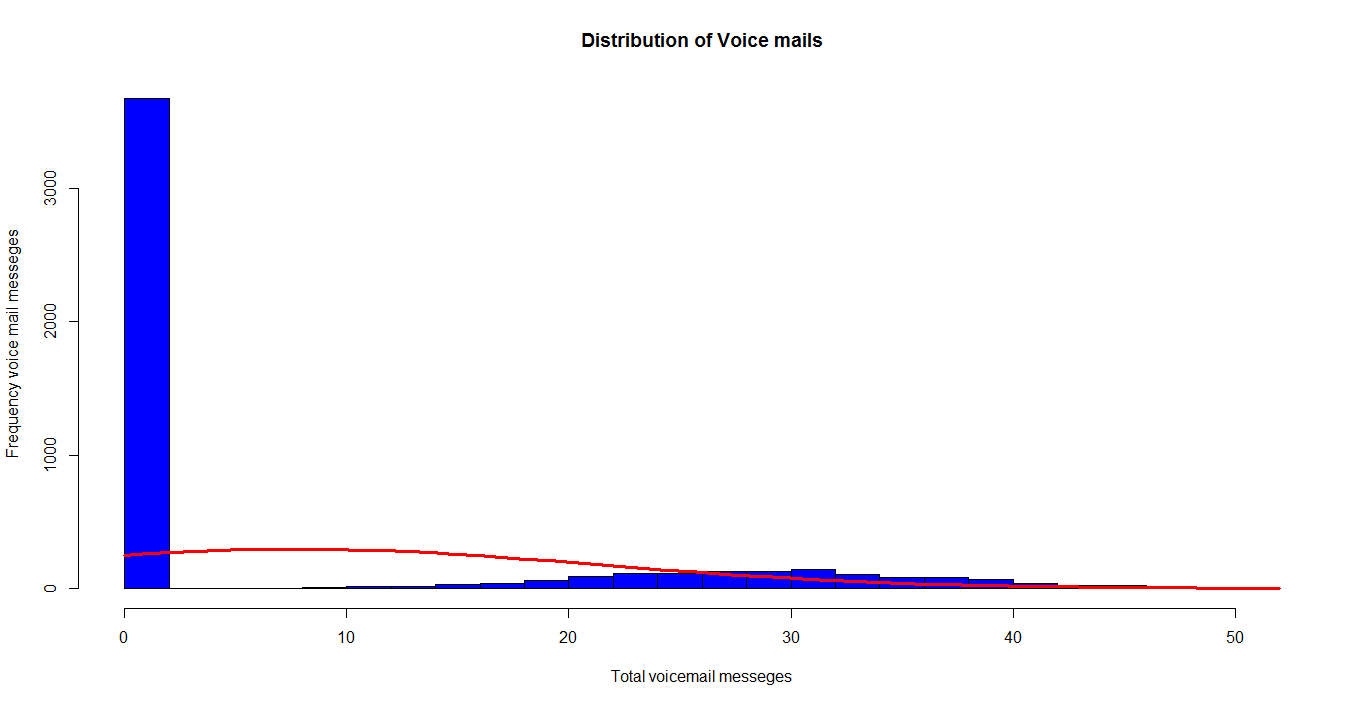 Distribution of Voice mails
Frequency voice mail messeges
3000
2000
1000
0
0 10 20 30 40 50
Total voicemail messeges